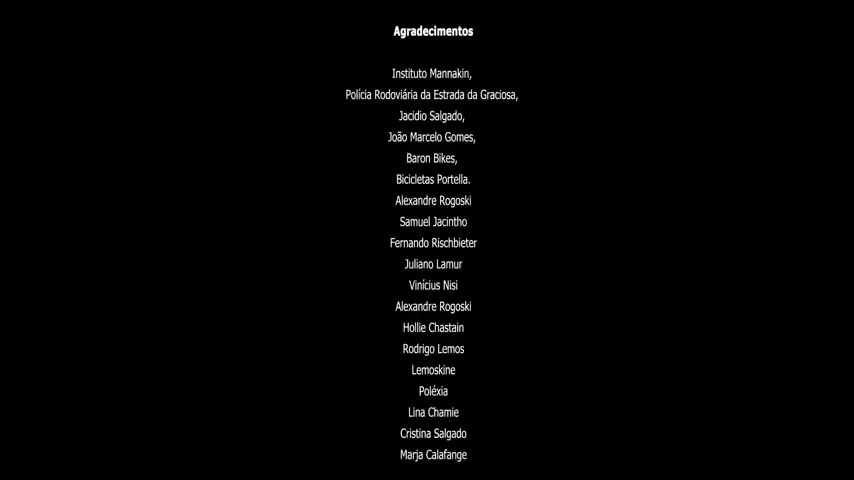 Agradecimentos
Instituto Mannakin,
Polícia Rodoviária da Estrada da Graciosa,
Jacidio Salgado,
João Marcelo Gomes,
Baron Bikes,
Bicicletas Portella.
Alexandre Rogoski
Samuel Jacintho
Fernando Rischbieter
Juliano Lamur
Vinícius Nisi
Alexandre Rogoski
Hollie Chastain
Rodrigo Lemos
Lemoskine
Poléxia
Lina Chamie
Cristina Salgado
Marja Calafange